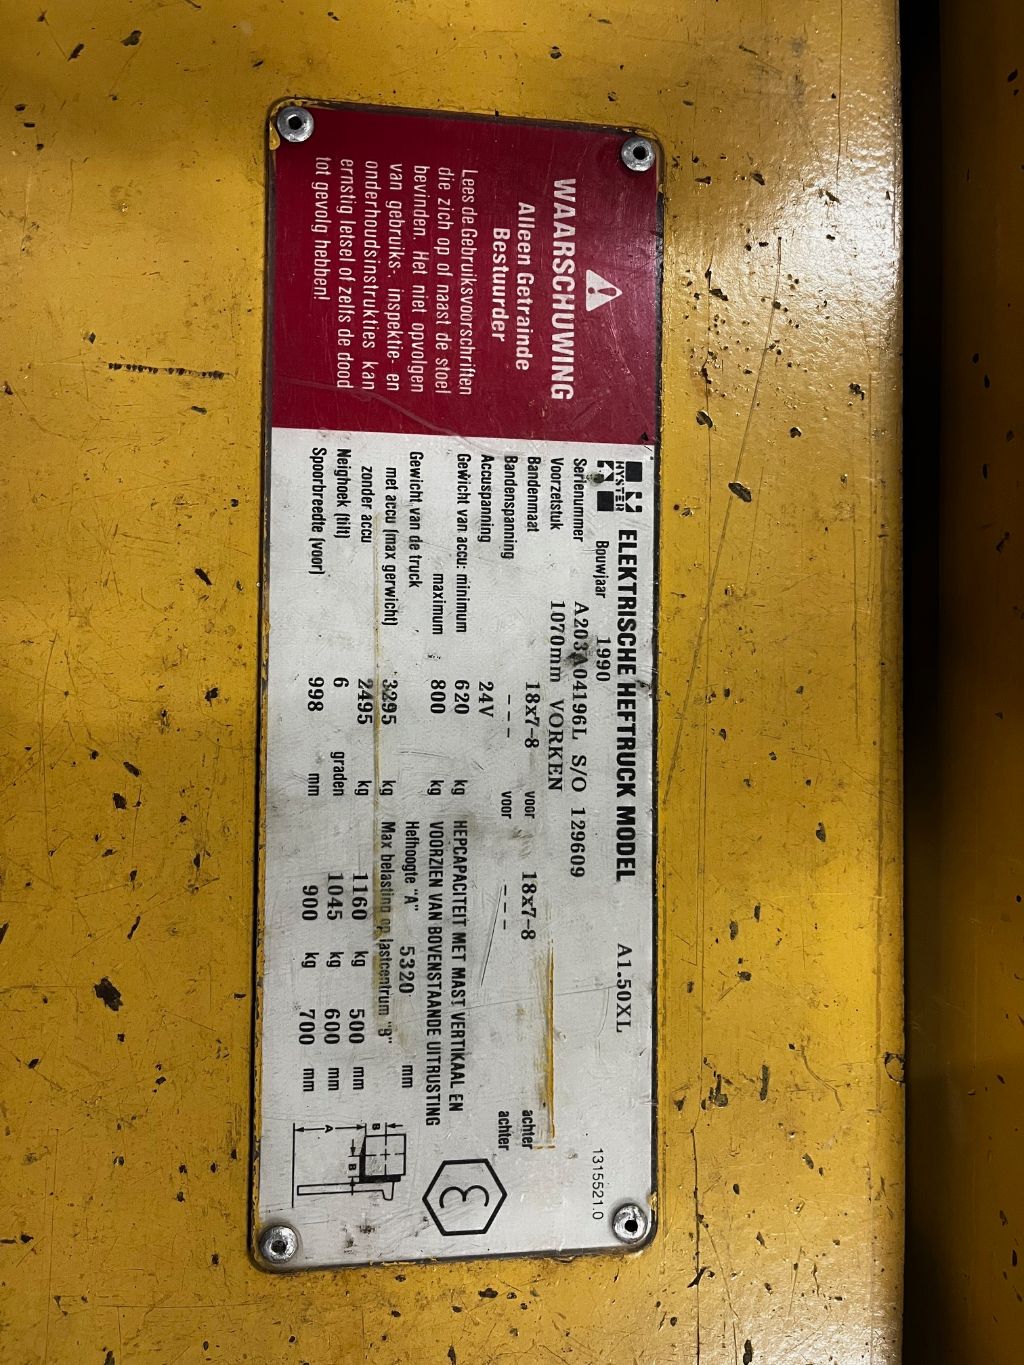 WAARSCHUWING
Alleen Getrainde
Bestuurder
Lees de Gebruiksvoorschriften
die zich op of naast de stoel
bevinden. Het niet opvolgen
van gebruiks-, inspektie- en
onderhoudsinstrukties kan
ernstig letsel of zelfs de dood
tot gevolg hebben!
HYSTER
ELEKTRISCHE HEFTRUCK MODEL A1.50XL
Bouwjaar 1990
1315521.0
Serienummer A203A04196L S/O 129609
Voorzetstuk 1070mm VORKEN
Bandenmaat 18x7-8 voor 18x7-8 achter
Bandenspanning --- voor --- achter
Accuspanning 24V
Gewicht van accu: minimum 620 kg
maximum 800 kg
Gewicht van de truck
met accu (max gerwicht) 3295 kg
zonder accu 2495 kg
Neighoek (tilt) 6 graden
Spoorbreedte (voor) 998 mm
HEPCAPACITEIT MET MAST VERTIKAAL EN
VOORZIEN VAN BOVENSTAANDE UITRUSTING
Hefhoogte "A" 5320 mm
Max belasting op lastcentrum "B"
1160 kg 500 mm
1045 kg 600 mm
900 kg 700 mm
B
B
A